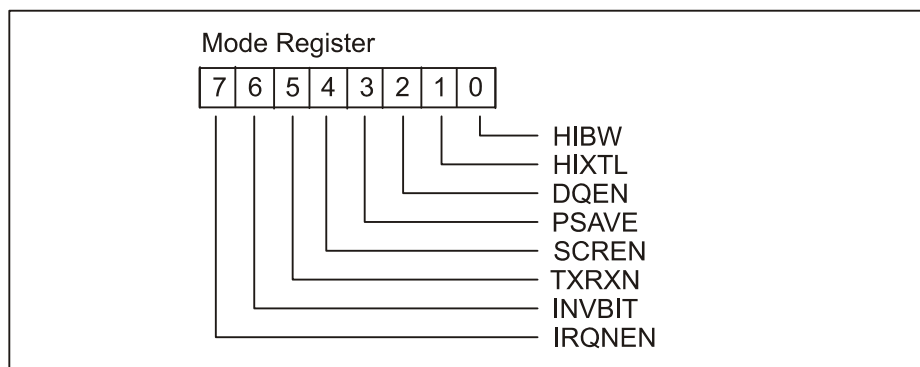 Mode Register
7 6 5 4 3 2 1 0
HIBW
HIXTL
DQEN
PSAVE
SCREN
TXRXN
INVBIT
IRQNEN